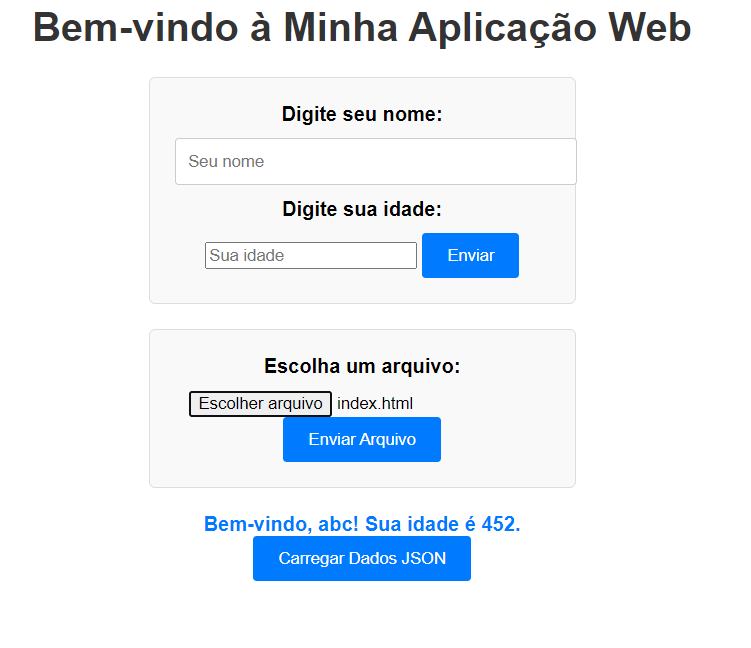 Bem-vindo à Minha Aplicação Web
Digite seu nome:
Seu nome
Digite sua idade:
Sua idade Enviar
Escolha um arquivo:
Escolher arquivo index.html
Enviar Arquivo
Bem-vindo, abc! Sua idade é 452.
Carregar Dados JSON